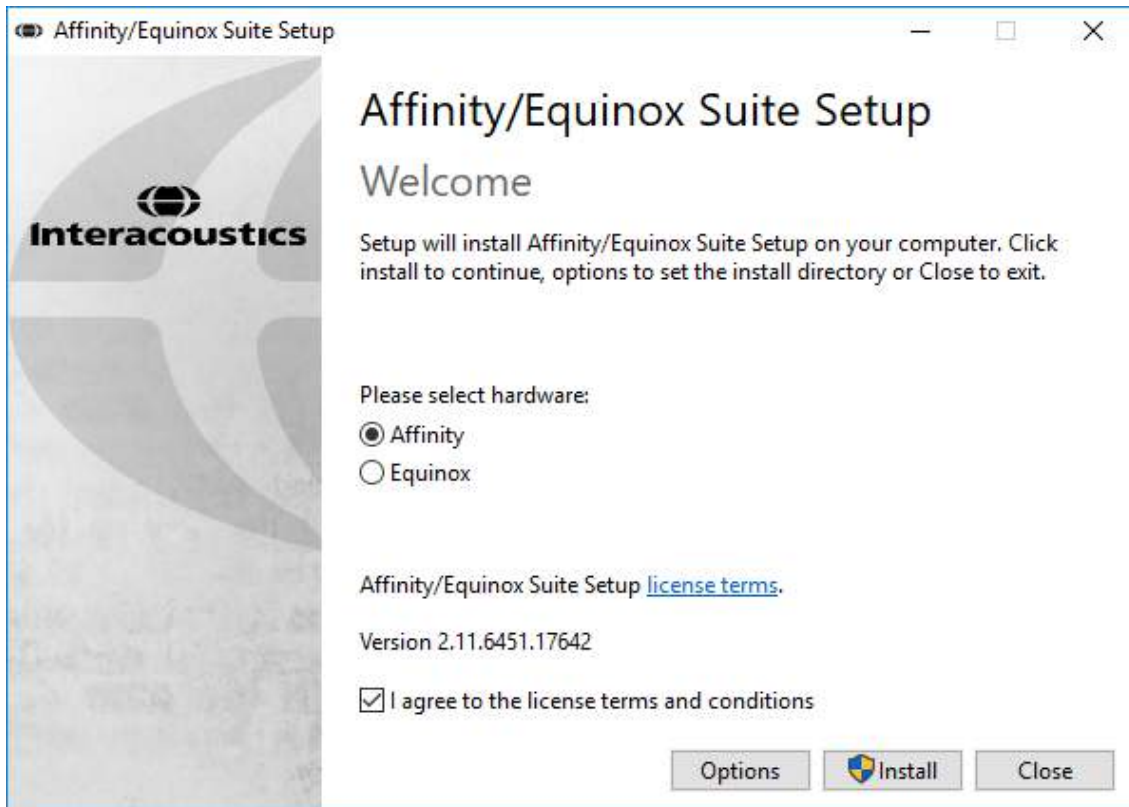 Affinity/Equinox Suite Setup
Affinity/Equinox Suite Setup
Welcome
Interacoustics
Setup will install Affinity/Equinox Suite Setup on your computer. Click
install to continue, options to set the install directory or Close to exit.
Please select hardware:
Affinity
Equinox
Affinity/Equinox Suite Setup license terms.
Version 2.11.6451.17642
I agree to the license terms and conditions
Options
Install
Close